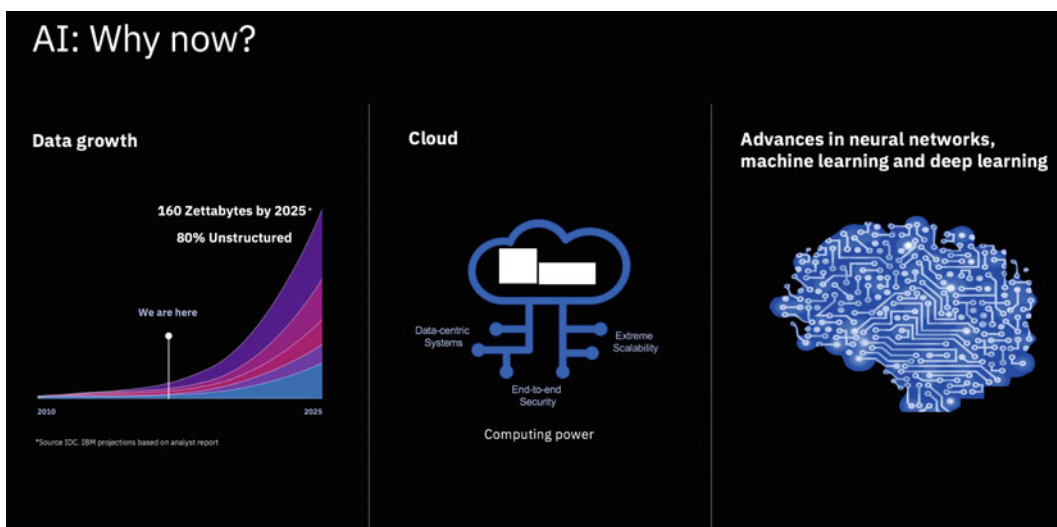 AI: Why now?
Data growth
160 Zettabytes by 2025*
80% Unstructured
We are here
2010
2025
*Source IDC. IBM projections based on analyst report
Cloud
Data-centric
Systems
Extreme
Scalability
End-to-end
Security
Computing power
Advances in neural networks,
machine learning and deep learning